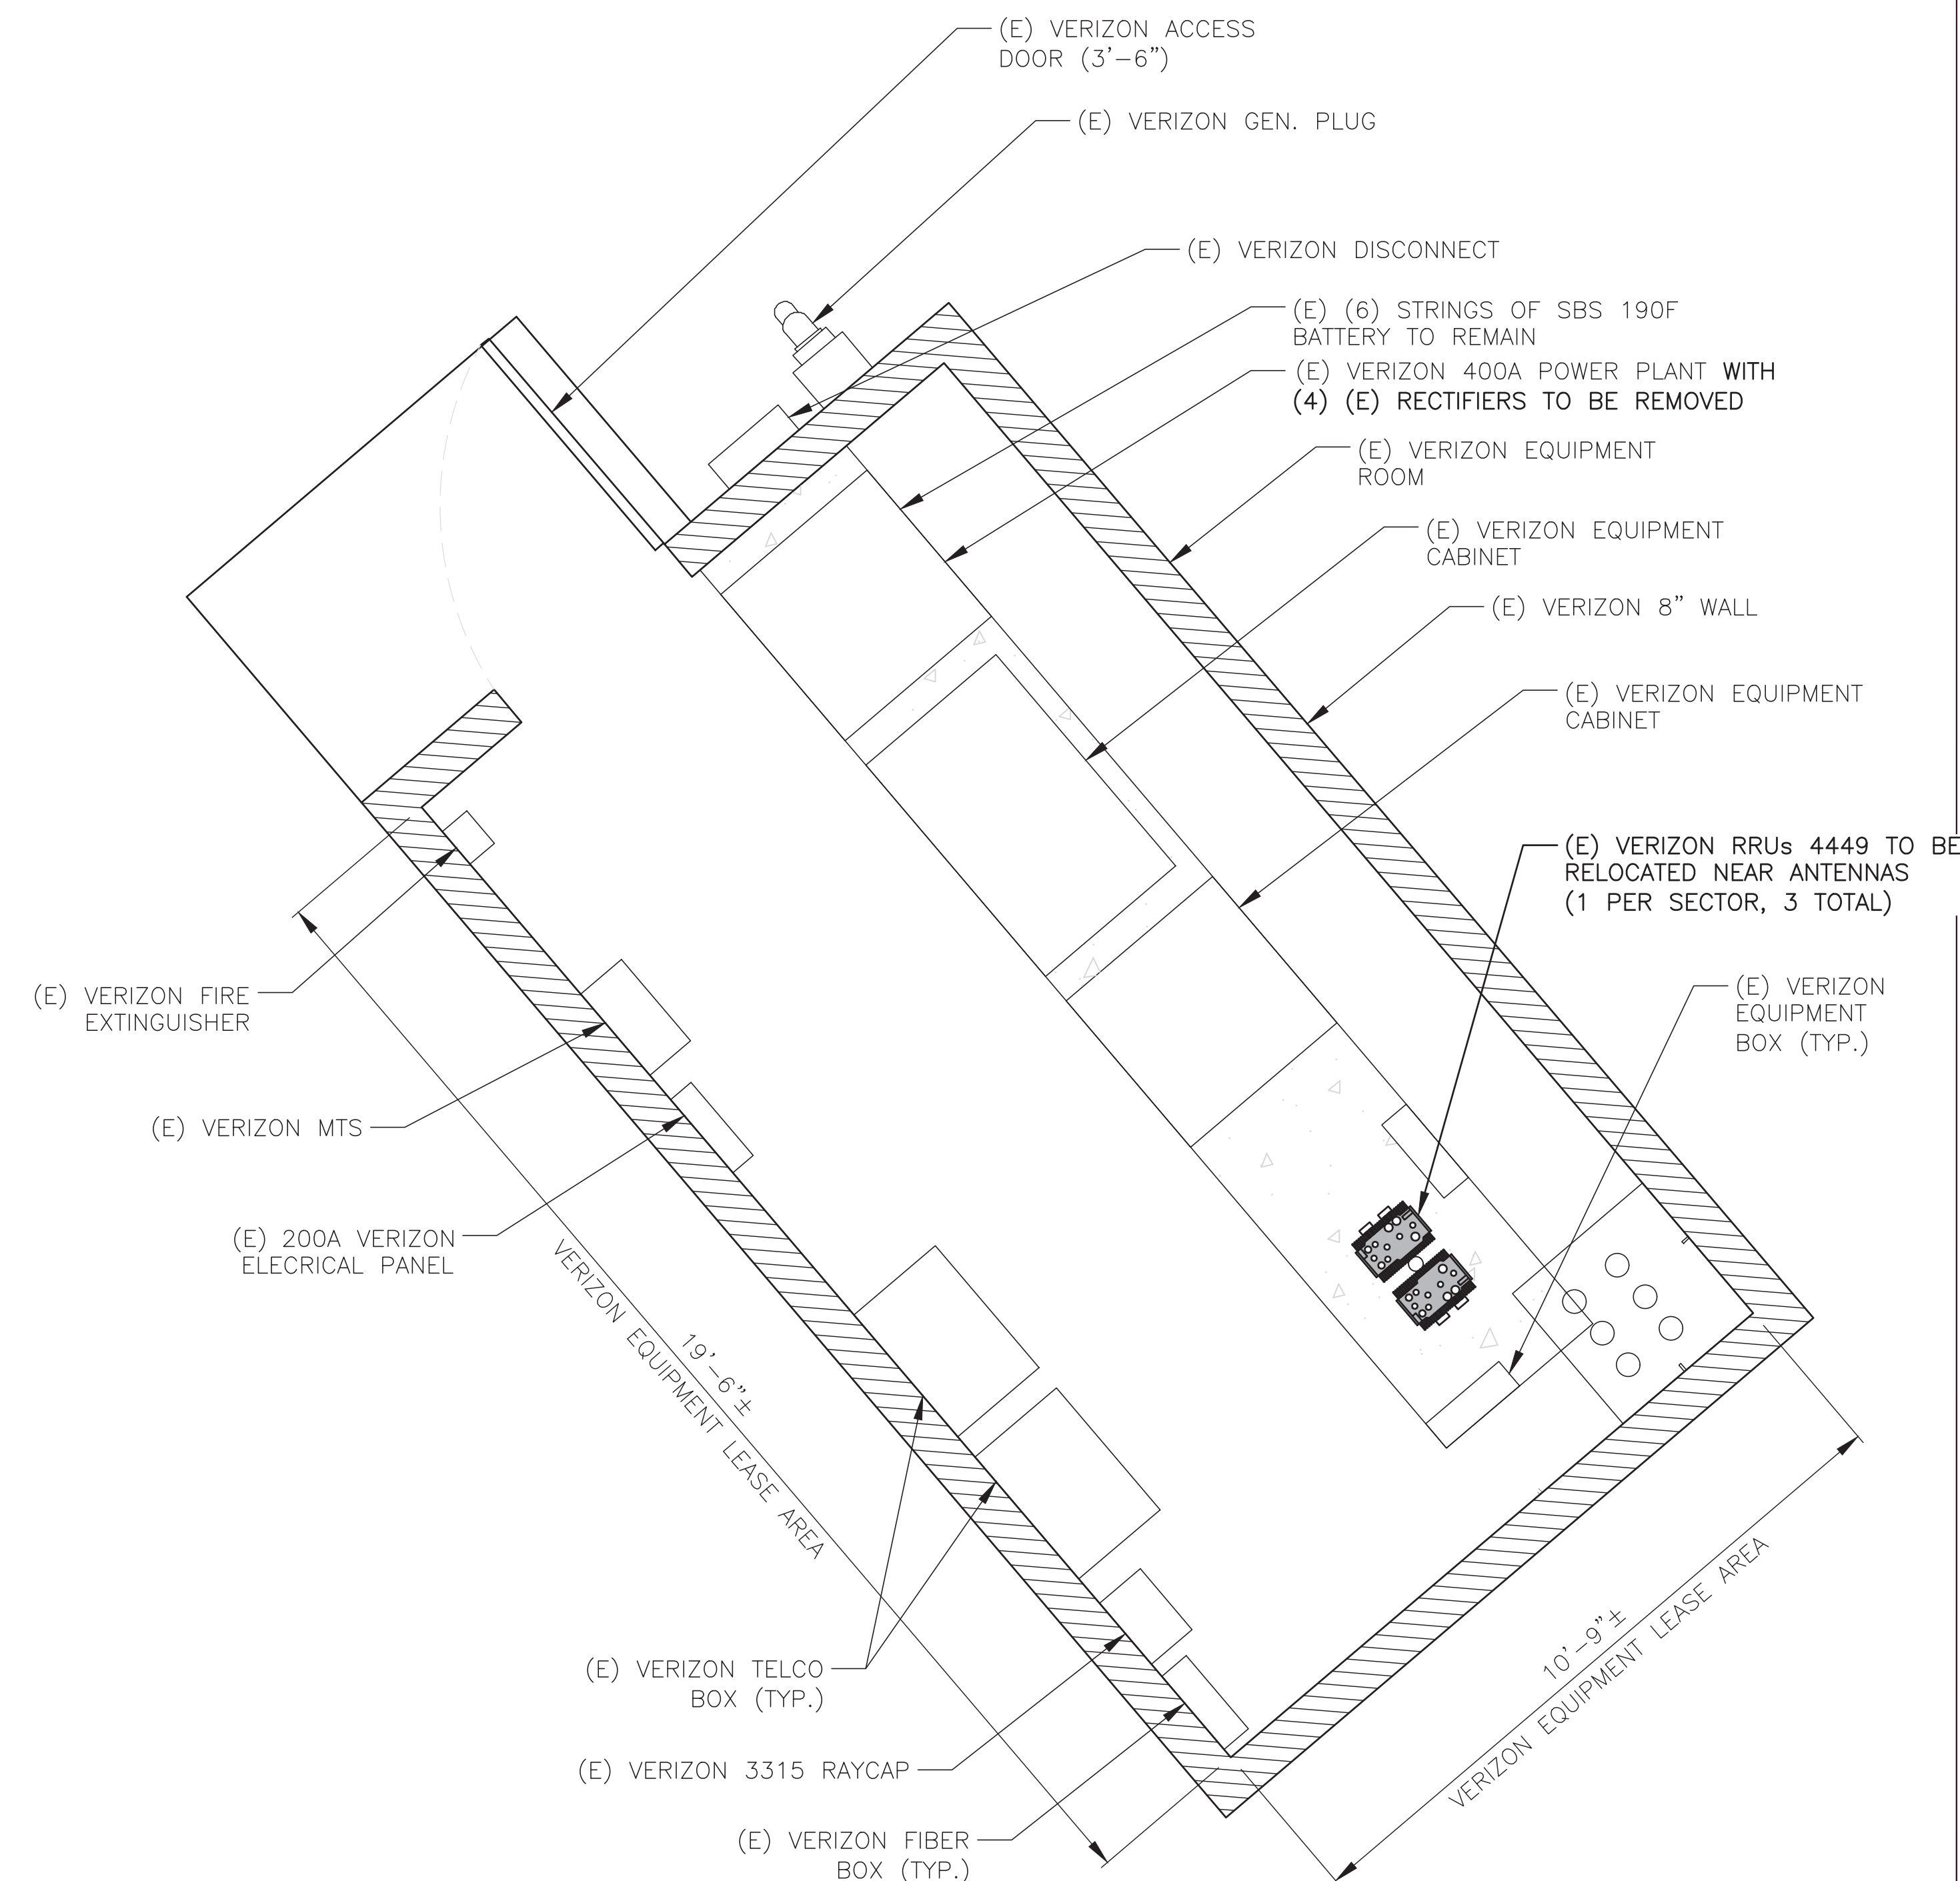 (E) VERIZON ACCESS
DOOR (3'-6")
(E) VERIZON GEN. PLUG
(E) VERIZON DISCONNECT
(E) (6) STRINGS OF SBS 190F
BATTERY TO REMAIN
(E) VERIZON 400A POWER PLANT WITH
(4) (E) RECTIFIERS TO BE REMOVED
(E) VERIZON EQUIPMENT
ROOM
(E) VERIZON EQUIPMENT
CABINET
(E) VERIZON 8" WALL
(E) VERIZON EQUIPMENT
CABINET
(E) VERIZON RRUs 4449 TO BE
RELOCATED NEAR ANTENNAS
(1 PER SECTOR, 3 TOTAL)
(E) VERIZON
EQUIPMENT
BOX (TYP.)
(E) VERIZON FIRE
EXTINGUISHER
(E) VERIZON MTS
(E) 200A VERIZON
ELECRICAL PANEL
19'-6"±
VERIZON EQUIPMENT LEASE AREA
(E) VERIZON TELCO
BOX (TYP.)
(E) VERIZON 3315 RAYCAP
(E) VERIZON FIBER
BOX (TYP.)
10'-9"±
VERIZON EQUIPMENT LEASE AREA